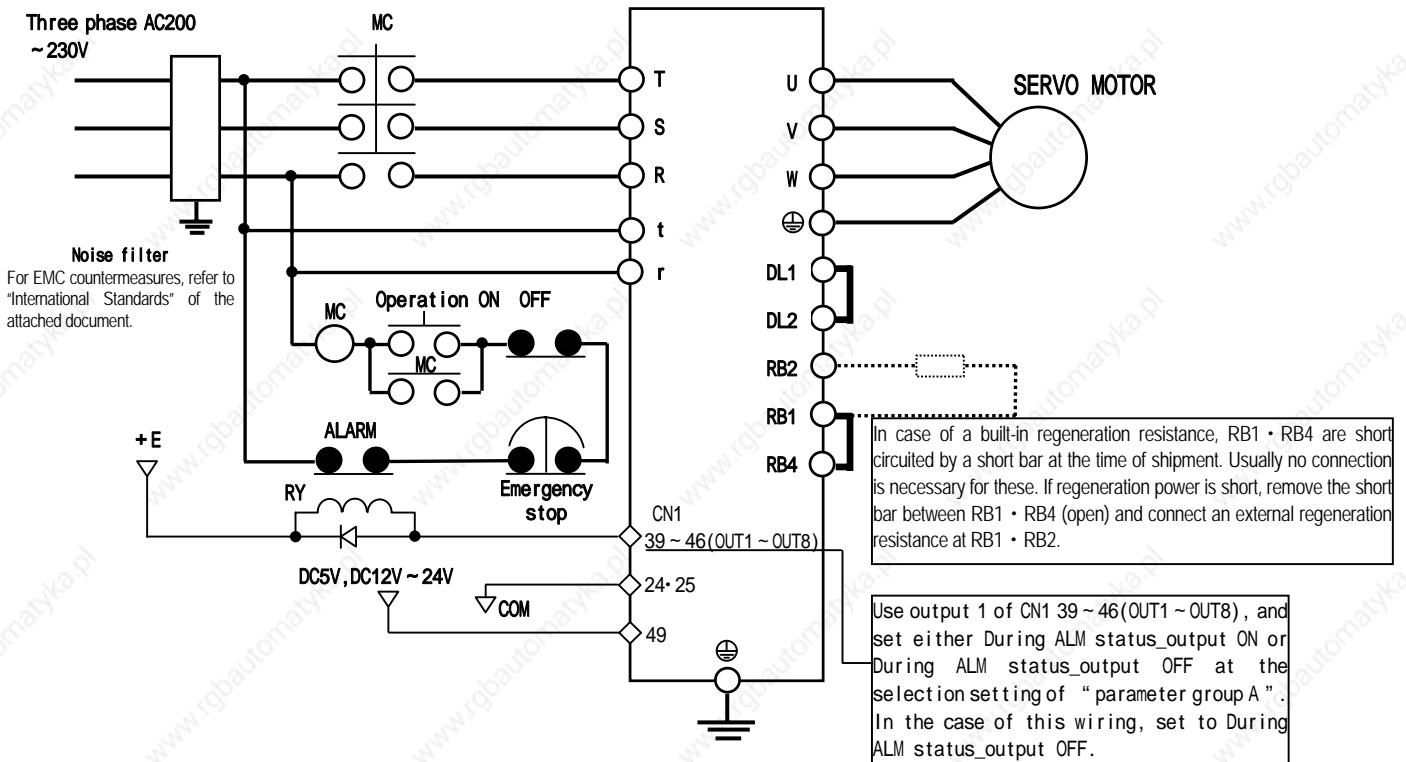 Three phase AC200
~230V
MC
T
S
R
t
r
U
V
W
DL1
DL2
RB2
RB1
RB4
SERVO MOTOR
Noise filter
For EMC countermeasures, refer to
"International Standards" of the
attached document.
MC
Operation ON OFF
MC
ALARM
Emergency
stop
+E
RY
DC5V,DC12V~24V
COM
CN1
39~46(OUT1~OUT8)
24・25
49
In case of a built-in regeneration resistance, RB1・RB4 are short
circuited by a short bar at the time of shipment. Usually no connection
is necessary for these. If regeneration power is short, remove the short
bar between RB1・RB4 (open) and connect an external regeneration
resistance at RB1・RB2.
Use output 1 of CN1 39~46(OUT1~OUT8), and
set either During ALM status_output ON or
During ALM status_output OFF at the
selection setting of "parameter group A".
In the case of this wiring, set to During
ALM status_output OFF.
www.rgbautomatyka.pl